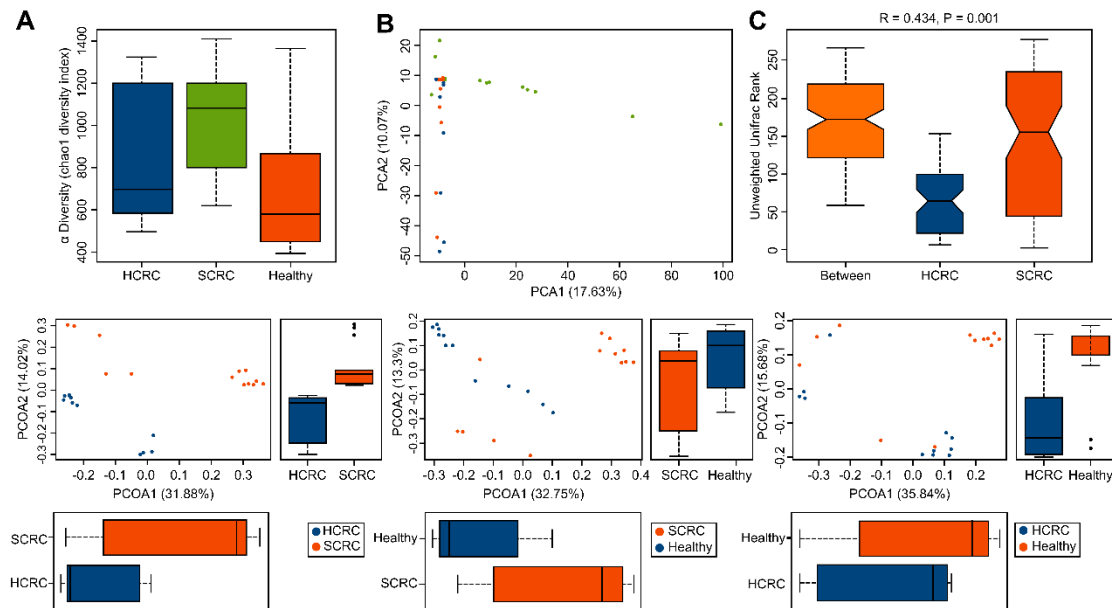 A
B
C
R = 0.434, P = 0.001
α Diversity (chao1 diversity index)
400 600 800 1000 1200 1400
HCRC SCRC Healthy
PCA2 (10.07%)
20 10 0 -10 -20 -30 -40 -50
0 20 40 60 80 100
PCA1 (17.63%)
Unweighted Unifrac Rank
0 50 100 150 200 250
Between HCRC SCRC
PCOA2 (14.02%)
-0.3 -0.2 -0.1 0.0 0.1 0.2 0.3
-0.2 -0.1 0.0 0.1 0.2 0.3
PCOA1 (31.88%)
HCRC SCRC
PCOA2 (13.3%)
-0.3 -0.2 -0.1 0.0 0.1 0.2
-0.3 -0.2 -0.1 0.0 0.1 0.2 0.3 0.4
PCOA1 (32.75%)
SCRC Healthy
PCOA2 (15.68%)
-0.2 -0.1 0.0 0.1 0.2
-0.3 -0.2 -0.1 0.0 0.1 0.2
PCOA1 (35.84%)
HCRC Healthy
SCRC
HCRC
HCRC
SCRC
Healthy
SCRC
SCRC
Healthy
Healthy
HCRC
HCRC
Healthy